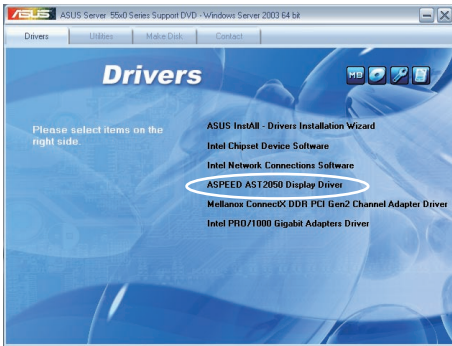 ASUS ASUS Server 55x0 Series Support DVD - Windows Server 2003 64 bit
Drivers Utilities Make Disk Contact
Drivers
MB
Please select items on the
right side.
ASUS InstAll - Drivers Installation Wizard
Intel Chipset Device Software
Intel Network Connections Software
ASPEED AST2050 Display Driver
Mellanox ConnectX DDR PCI Gen2 Channel Adapter Driver
Intel PRO/1000 Gigabit Adapters Driver